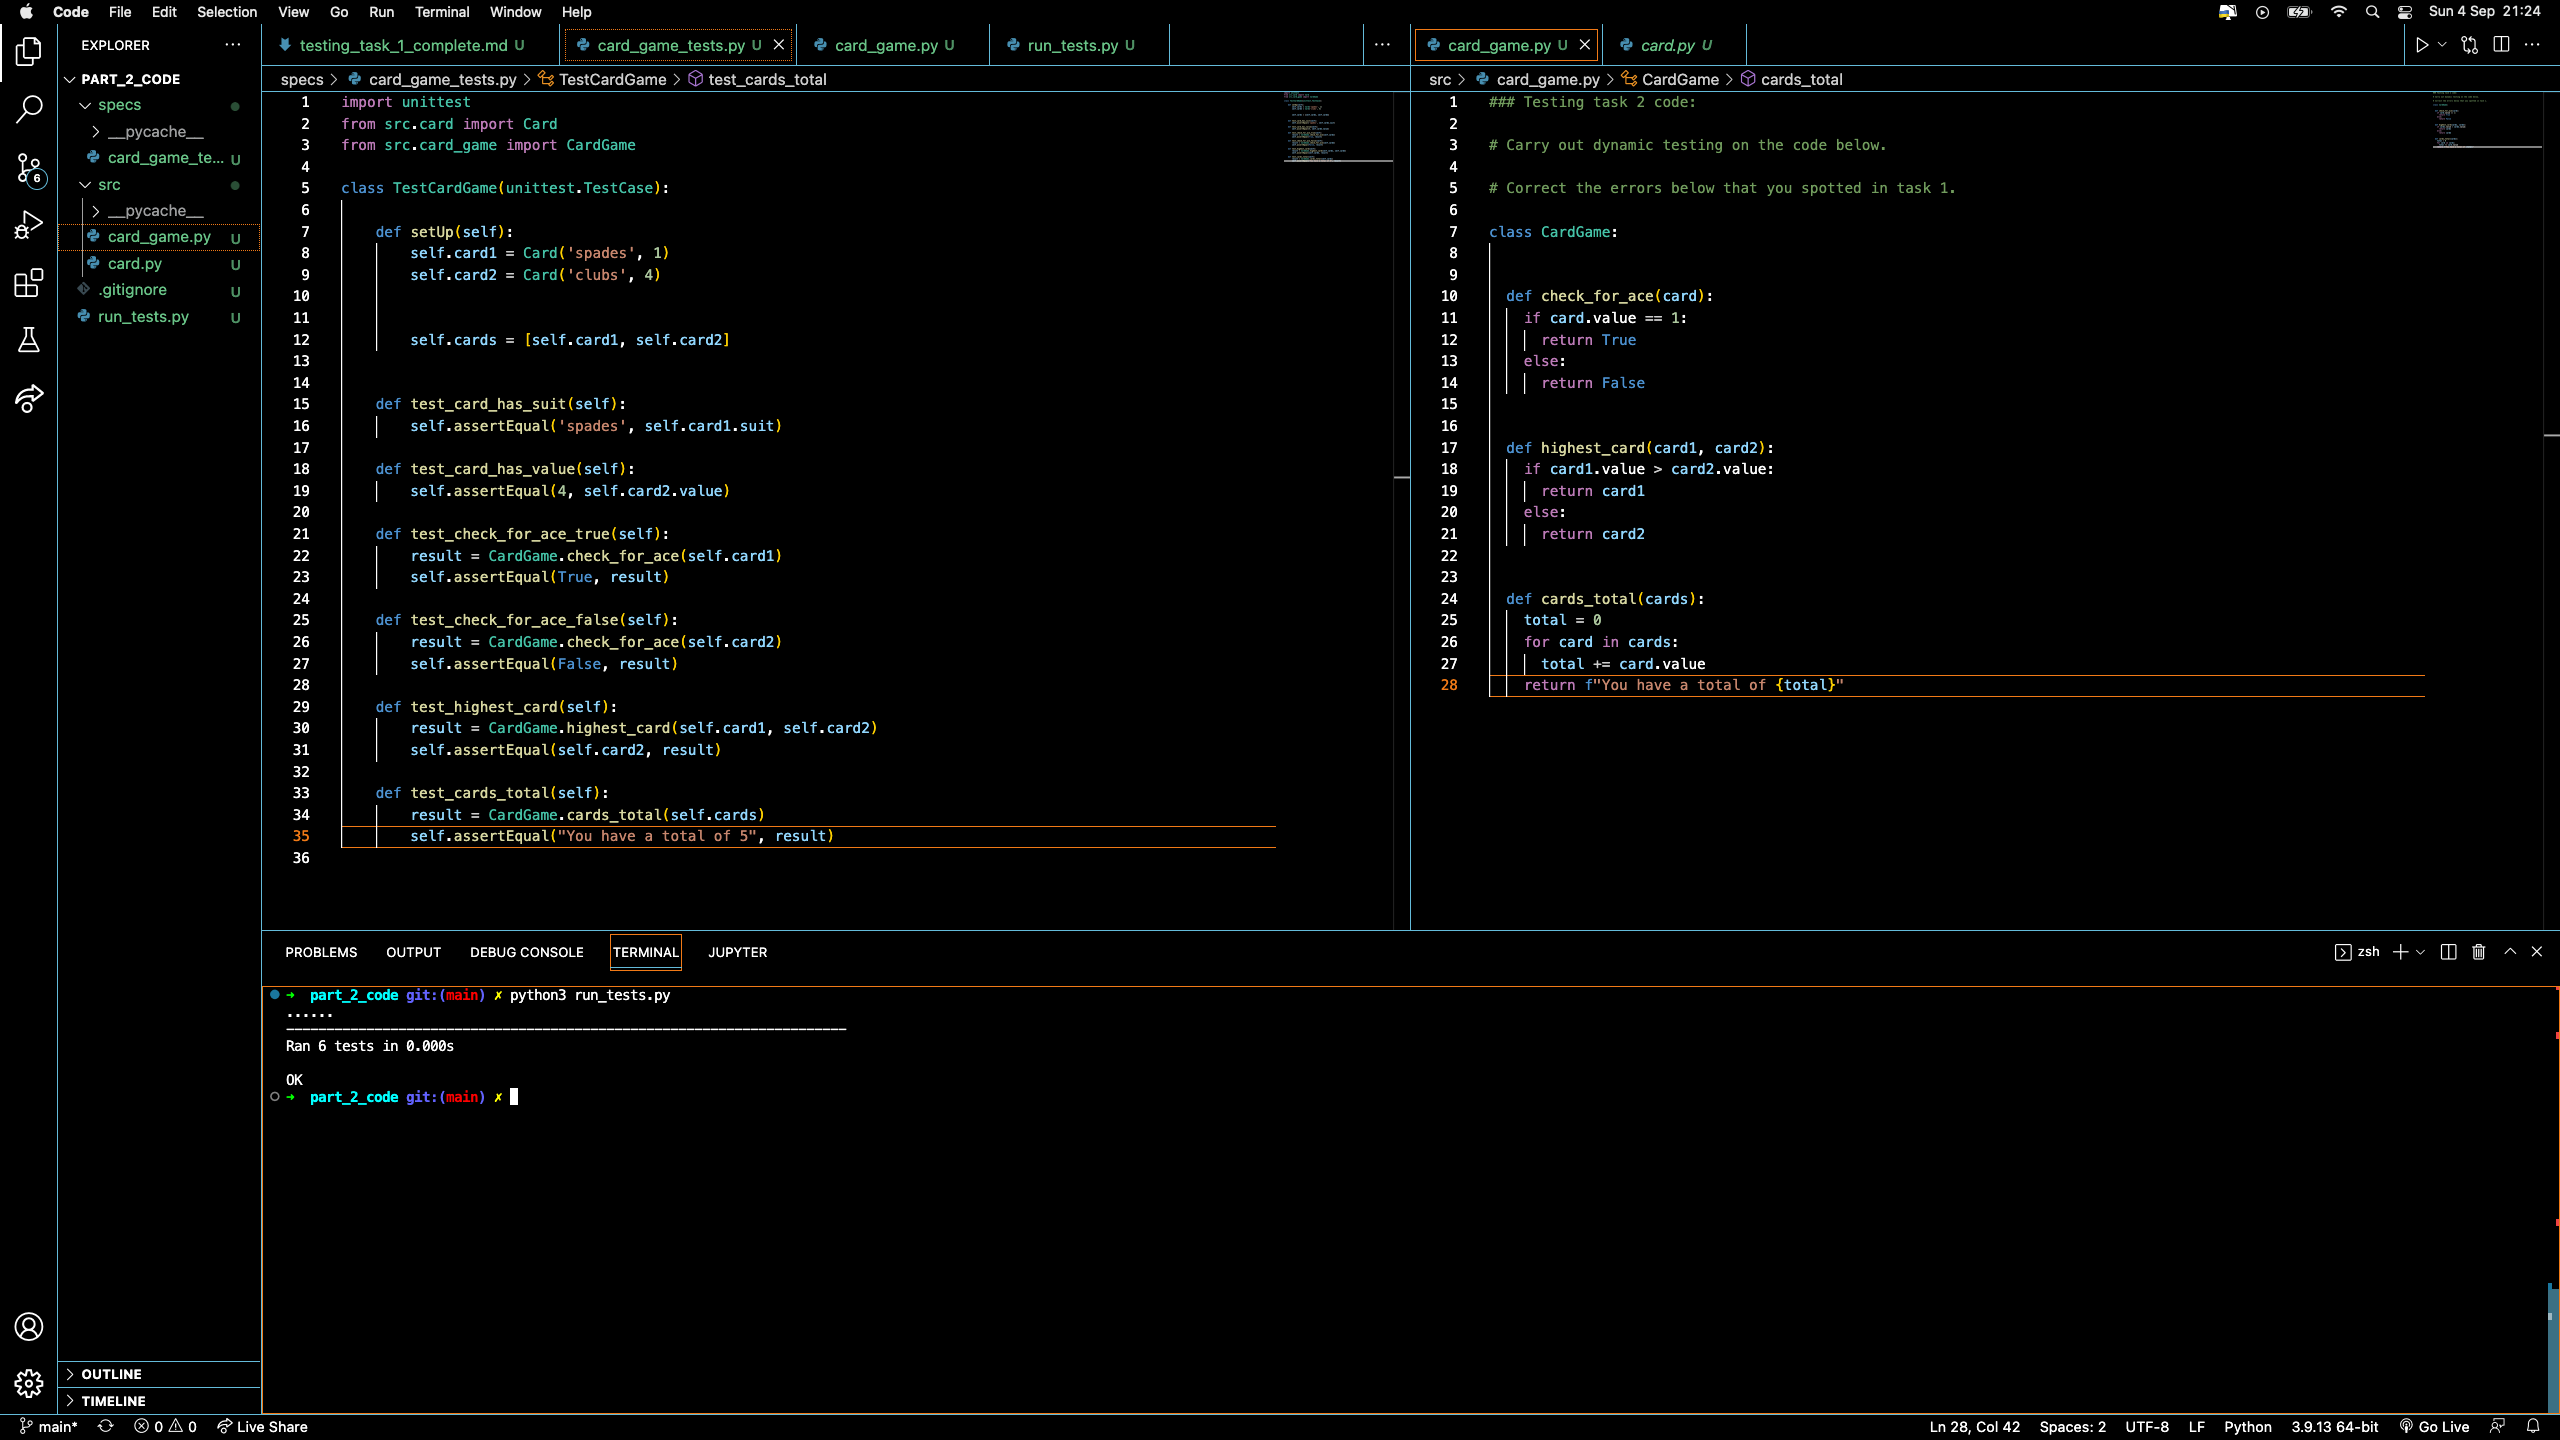 Code File Edit Selection View Go Run Terminal Window Help
Sun 4 Sep 21:24
EXPLORER
PART_2_CODE
specs
__pycache__
card_game_te... U
src
__pycache__
card_game.py U
card.py U
.gitignore U
run_tests.py U
6
OUTLINE
TIMELINE
testing_task_1_complete.md U
card_game_tests.py U
card_game.py U
run_tests.py U
specs > card_game_tests.py > TestCardGame > test_cards_total
1 import unittest
2 from src.card import Card
3 from src.card_game import CardGame
4
5 class TestCardGame(unittest.TestCase):
6
7 def setUp(self):
8 self.card1 = Card('spades', 1)
9 self.card2 = Card('clubs', 4)
10
11
12 self.cards = [self.card1, self.card2]
13
14
15 def test_card_has_suit(self):
16 self.assertEqual('spades', self.card1.suit)
17
18 def test_card_has_value(self):
19 self.assertEqual(4, self.card2.value)
20
21 def test_check_for_ace_true(self):
22 result = CardGame.check_for_ace(self.card1)
23 self.assertEqual(True, result)
24
25 def test_check_for_ace_false(self):
26 result = CardGame.check_for_ace(self.card2)
27 self.assertEqual(False, result)
28
29 def test_highest_card(self):
30 result = CardGame.highest_card(self.card1, self.card2)
31 self.assertEqual(self.card2, result)
32
33 def test_cards_total(self):
34 result = CardGame.cards_total(self.cards)
35 self.assertEqual("You have a total of 5", result)
36
card_game.py U
card.py U
src > card_game.py > CardGame > cards_total
1 ### Testing task 2 code:
2
3 # Carry out dynamic testing on the code below.
4
5 # Correct the errors below that you spotted in task 1.
6
7 class CardGame:
8
9
10 def check_for_ace(card):
11 if card.value == 1:
12 return True
13 else:
14 return False
15
16
17 def highest_card(card1, card2):
18 if card1.value > card2.value:
19 return card1
20 else:
21 return card2
22
23
24 def cards_total(cards):
25 total = 0
26 for card in cards:
27 total += card.value
28 return f"You have a total of {total}"
PROBLEMS OUTPUT DEBUG CONSOLE TERMINAL JUPYTER
zsh
➜ part_2_code git:(main) ✗ python3 run_tests.py
......
----------------------------------------------------------------------
Ran 6 tests in 0.000s
OK
➜ part_2_code git:(main) ✗
main* 0 0 Live Share
Ln 28, Col 42 Spaces: 2 UTF-8 LF Python 3.9.13 64-bit Go Live